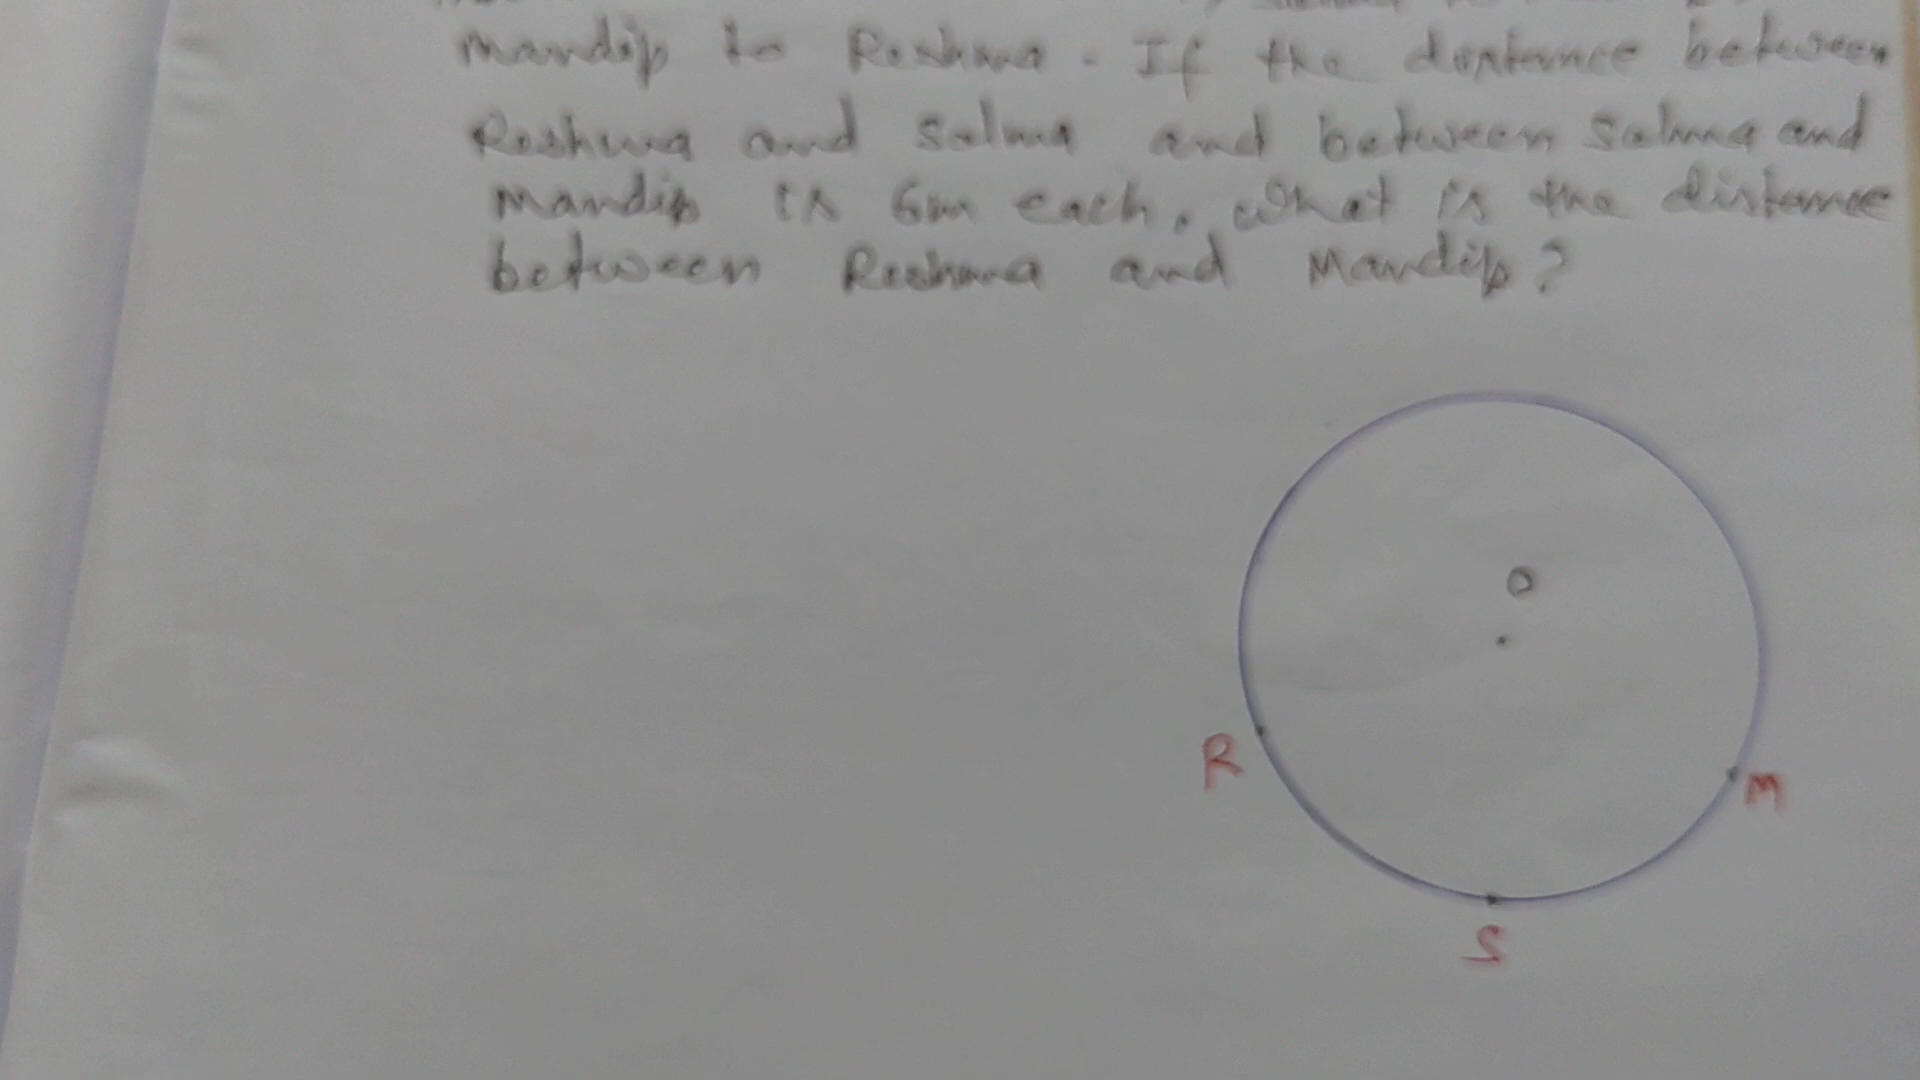 Mandip to Reshma. If the distance between
Reshma and Salma and between Salma and
Mandip is 6m each, what is the distance
between Reshma and Mandip?
O
R
M
S